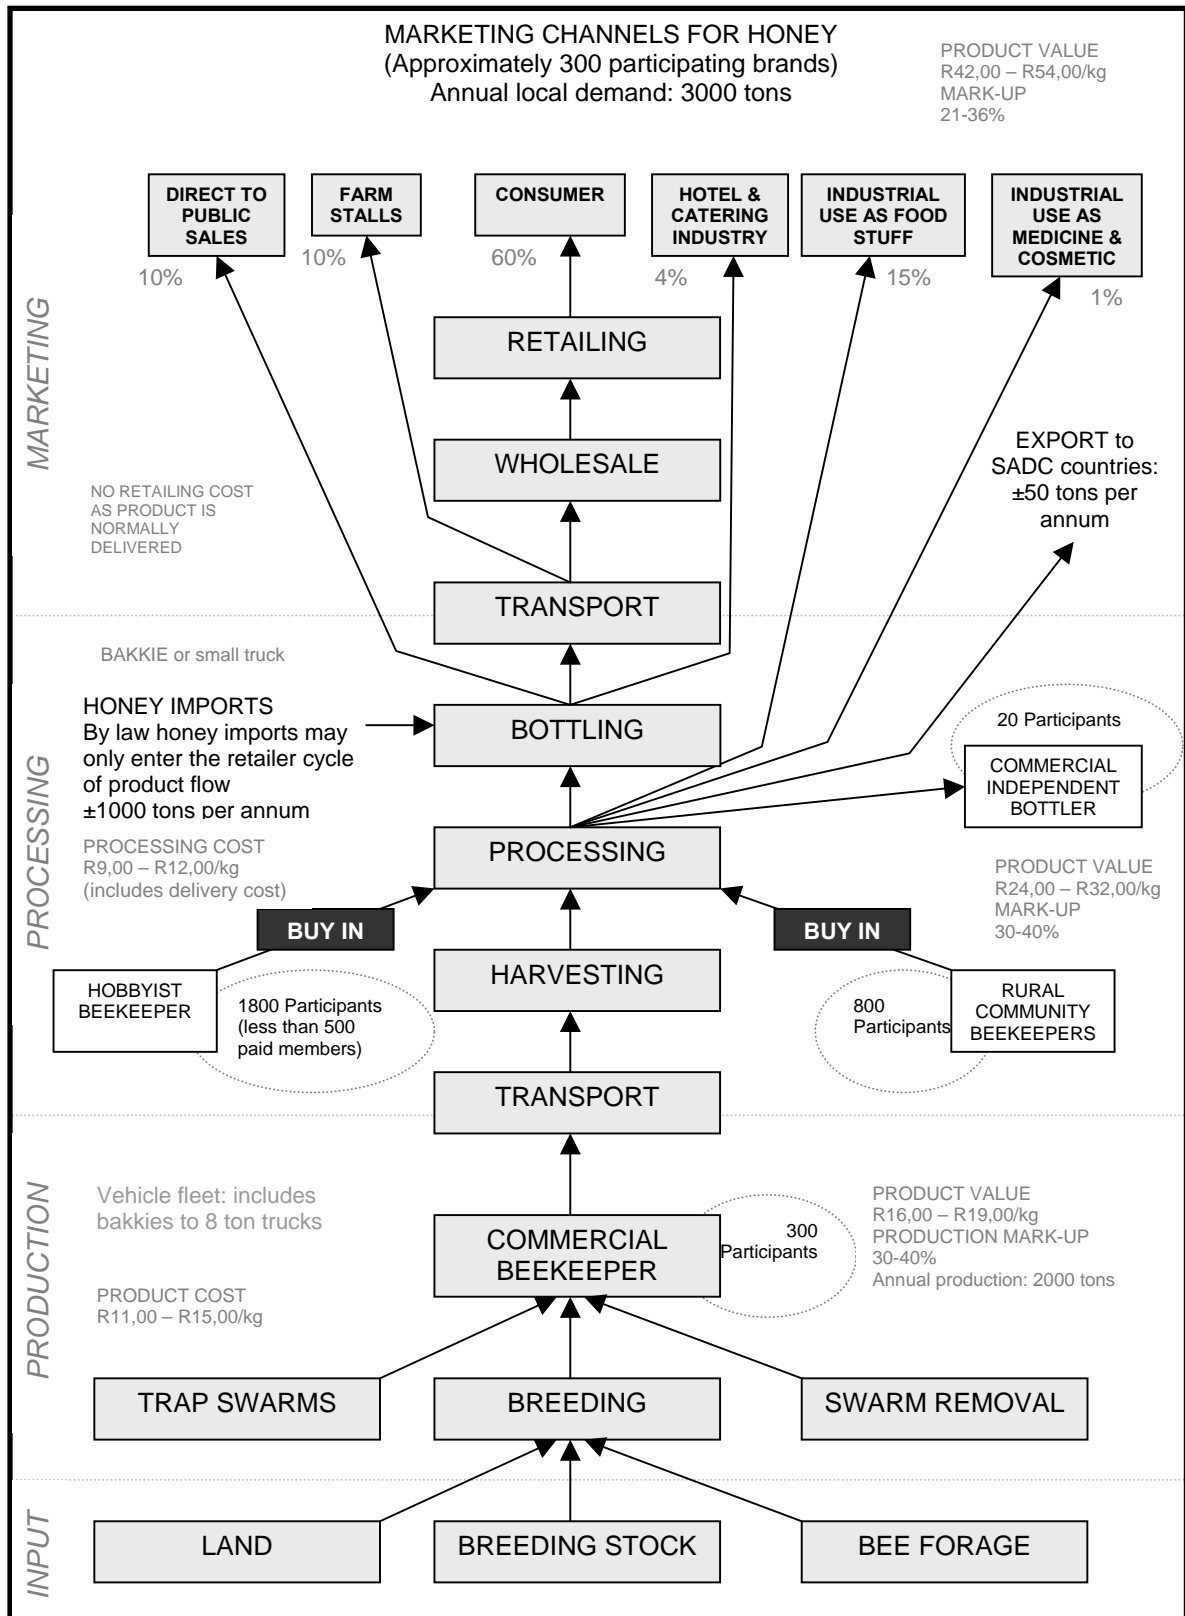 MARKETING CHANNELS FOR HONEY
(Approximately 300 participating brands)
Annual local demand: 3000 tons
PRODUCT VALUE
R42,00 – R54,00/kg
MARK-UP
21-36%
DIRECT TO
PUBLIC
SALES
10%
FARM
STALLS
10%
CONSUMER
60%
HOTEL &
CATERING
INDUSTRY
4%
INDUSTRIAL
USE AS FOOD
STUFF
15%
INDUSTRIAL
USE AS
MEDICINE &
COSMETIC
1%
MARKETING
RETAILING
WHOLESALE
EXPORT to
SADC countries:
±50 tons per
annum
NO RETAILING COST
AS PRODUCT IS
NORMALLY
DELIVERED
TRANSPORT
PROCESSING
BAKKIE or small truck
HONEY IMPORTS
By law honey imports may
only enter the retailer cycle
of product flow
±1000 tons per annum
BOTTLING
20 Participants
COMMERCIAL
INDEPENDENT
BOTTLER
PROCESSING COST
R9,00 – R12,00/kg
(includes delivery cost)
PROCESSING
PRODUCT VALUE
R24,00 – R32,00/kg
MARK-UP
30-40%
BUY IN
BUY IN
HOBBYIST
BEEKEEPER
1800 Participants
(less than 500
paid members)
HARVESTING
800
Participants
RURAL
COMMUNITY
BEEKEEPERS
TRANSPORT
PRODUCTION
Vehicle fleet: includes
bakkies to 8 ton trucks
COMMERCIAL
BEEKEEPER
300
Participants
PRODUCT VALUE
R16,00 – R19,00/kg
PRODUCTION MARK-UP
30-40%
Annual production: 2000 tons
PRODUCT COST
R11,00 – R15,00/kg
TRAP SWARMS
BREEDING
SWARM REMOVAL
INPUT
LAND
BREEDING STOCK
BEE FORAGE